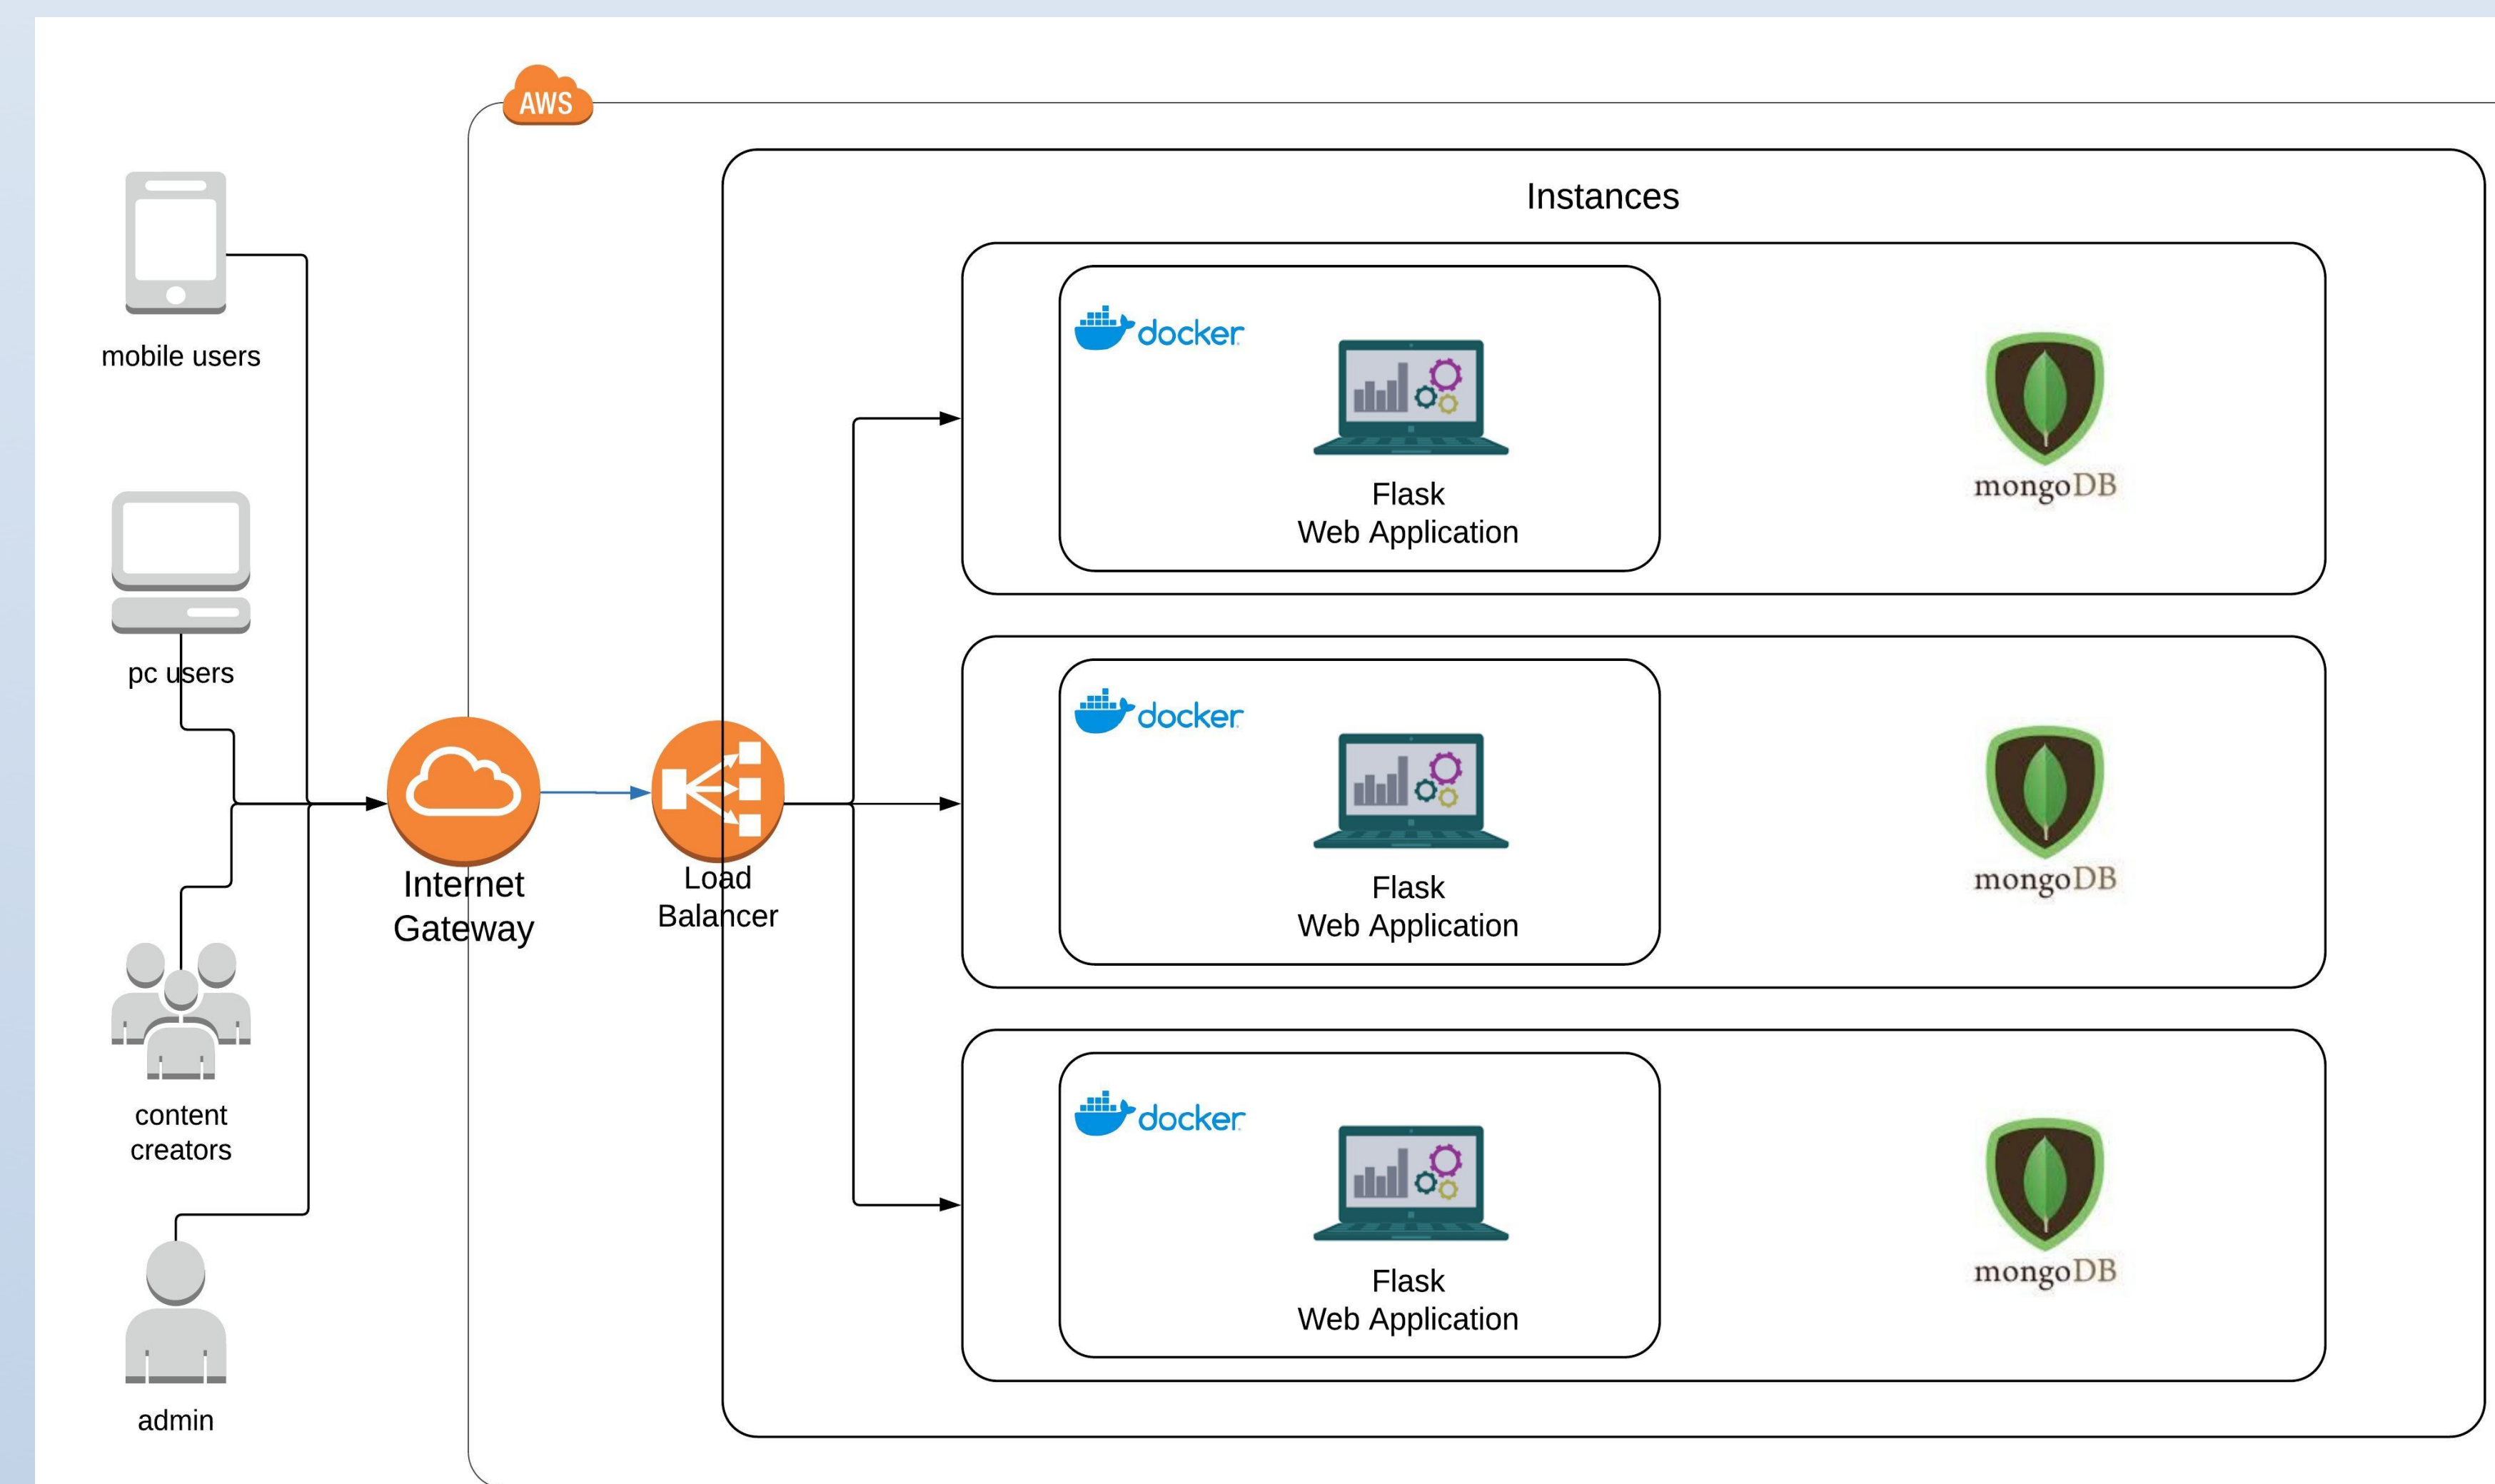 AWS
Instances
mobile users
pc users
content
creators
admin
Internet
Gateway
Load
Balancer
docker
Flask
Web Application
mongoDB
docker
Flask
Web Application
mongoDB
docker
Flask
Web Application
mongoDB